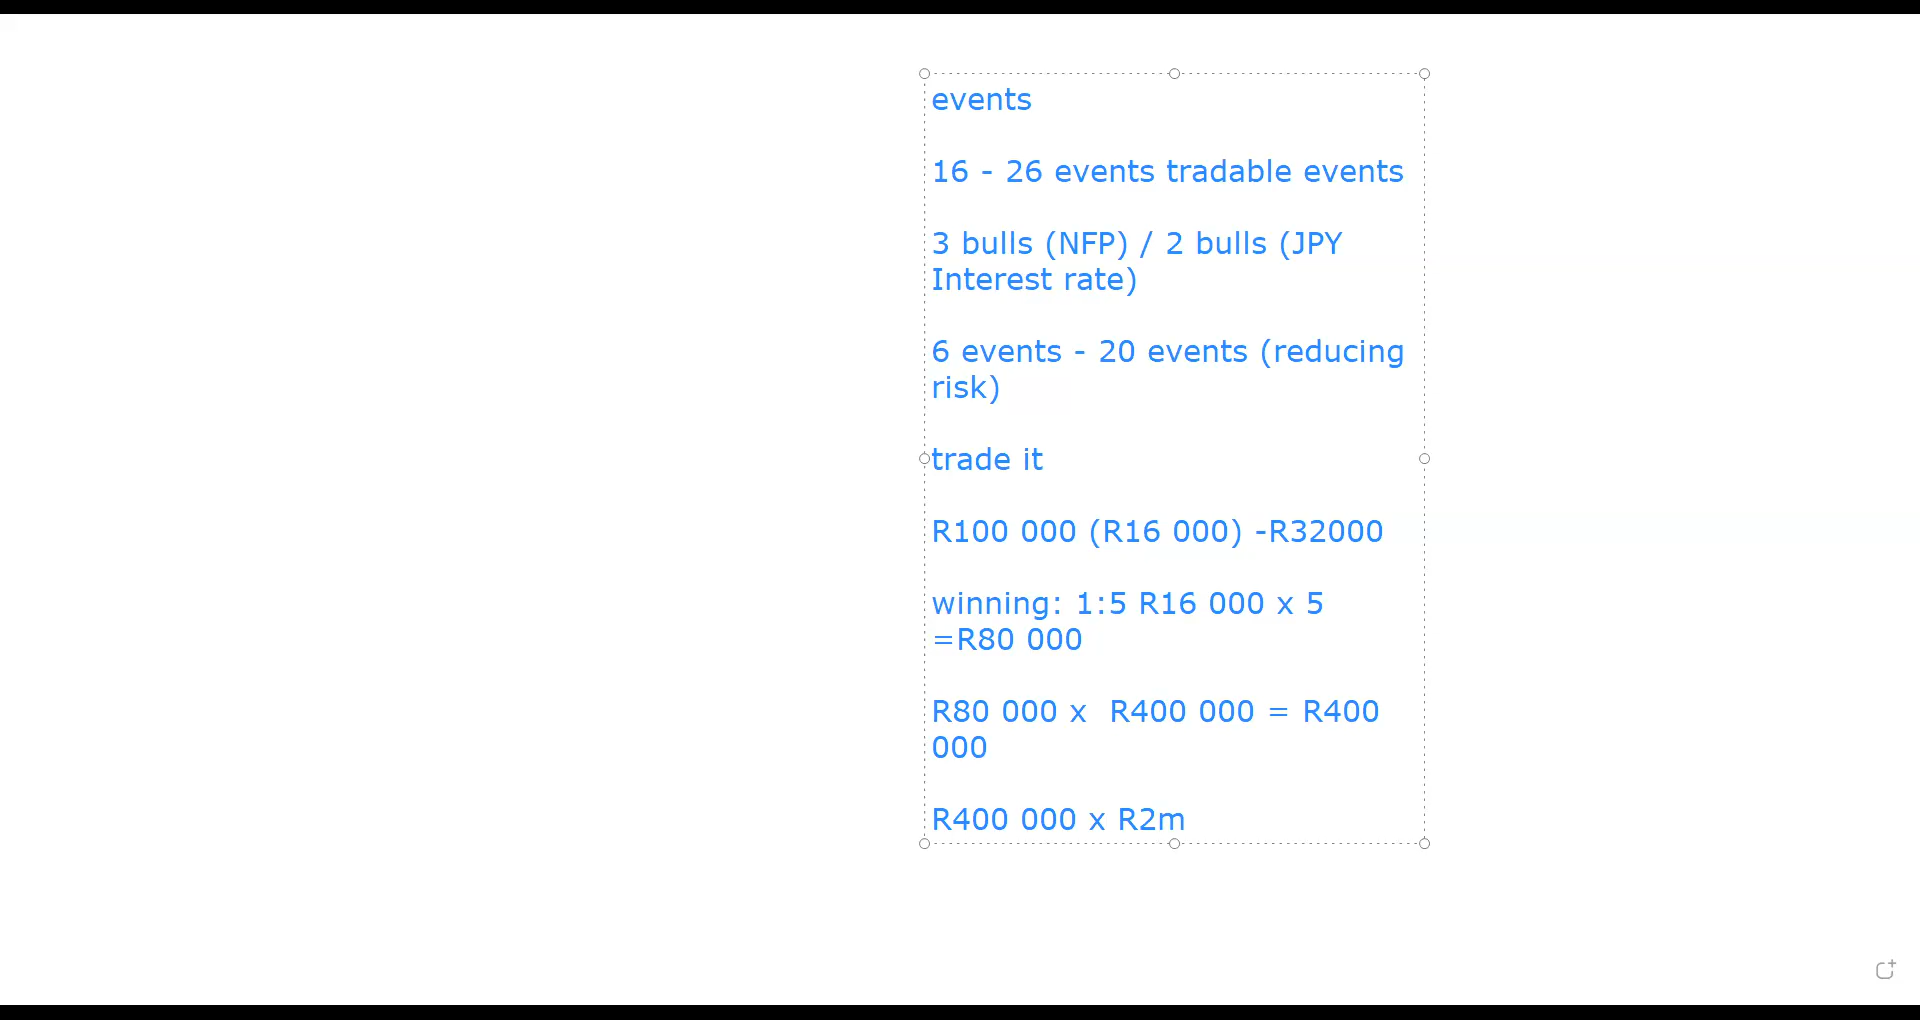 events
16 - 26 events tradable events
3 bulls (NFP) / 2 bulls (JPY
Interest rate)
6 events - 20 events (reducing
risk)
trade it
R100 000 (R16 000) -R32000
winning: 1:5 R16 000 x 5
=R80 000
R80 000 x  R400 000 = R400
000
R400 000 x R2m